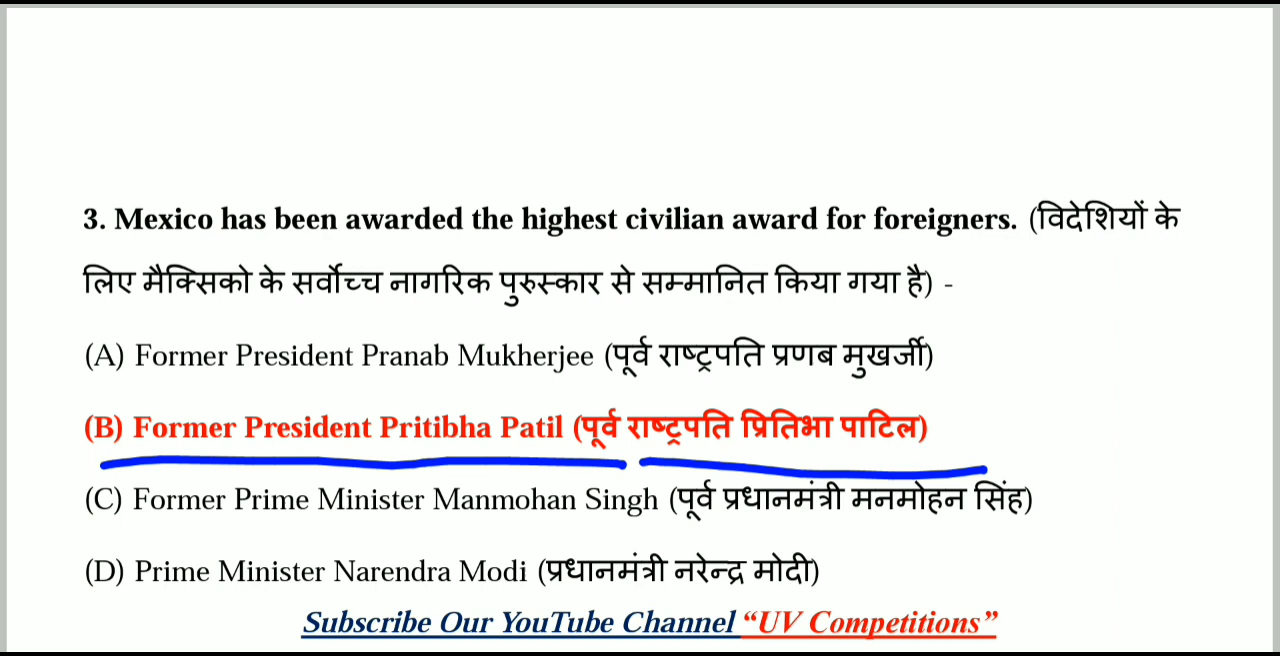 3. Mexico has been awarded the highest civilian award for foreigners. (विदेशियों के
लिए मैक्सिको के सर्वोच्च नागरिक पुरुस्कार से सम्मानित किया गया है) -
(A) Former President Pranab Mukherjee (पूर्व राष्ट्रपति प्रणब मुखर्जी)
(B) Former President Pritibha Patil (पूर्व राष्ट्रपति प्रितिभा पाटिल)
(C) Former Prime Minister Manmohan Singh (पूर्व प्रधानमंत्री मनमोहन सिंह)
(D) Prime Minister Narendra Modi (प्रधानमंत्री नरेन्द्र मोदी)
Subscribe Our YouTube Channel “UV Competitions”